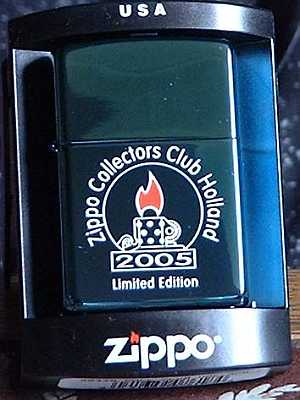 USA
Zippo Collectors Club Holland
2005
Limited Edition
Zippo